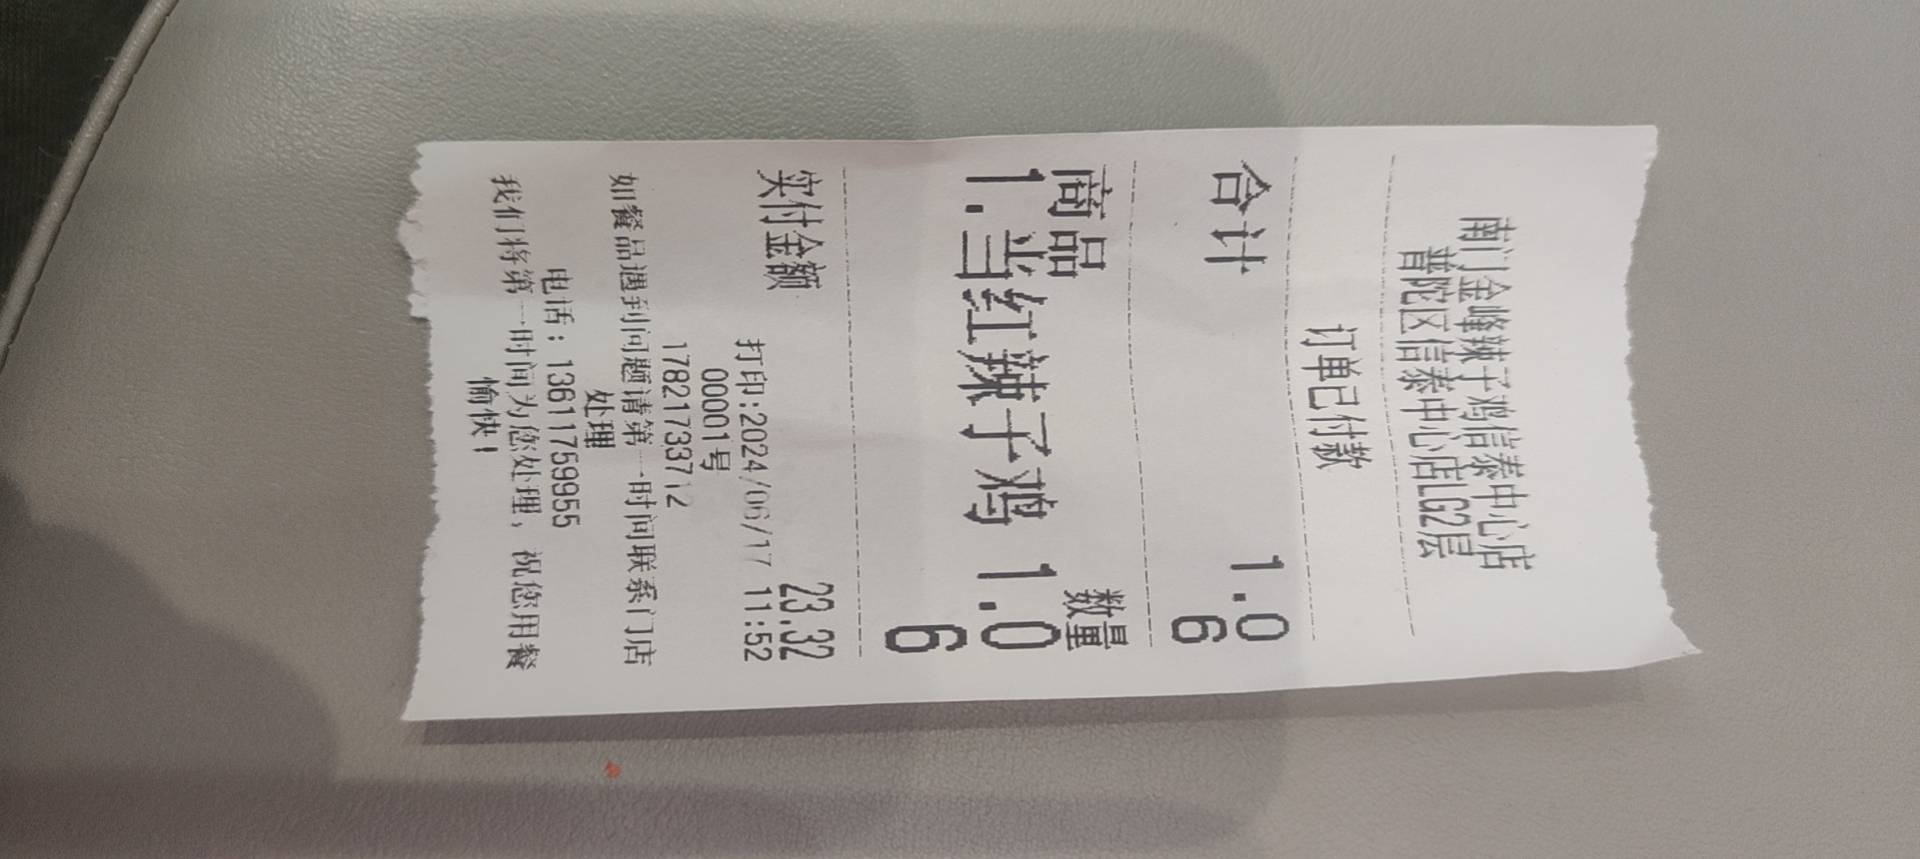 南门金峰辣子鸡信泰中心店
普陀区信泰中心店LG2层
订单已付款
合计 1.0
6
商品 数量
1.当红辣子鸡 1.0
6
实付金额 23.32
打印:2024/06/17 11:52
00001号
17821733712
如餐品遇到问题请第一时间联系门店
处理
电话：13611759955
我们将第一时间为您处理，祝您用餐
愉快！